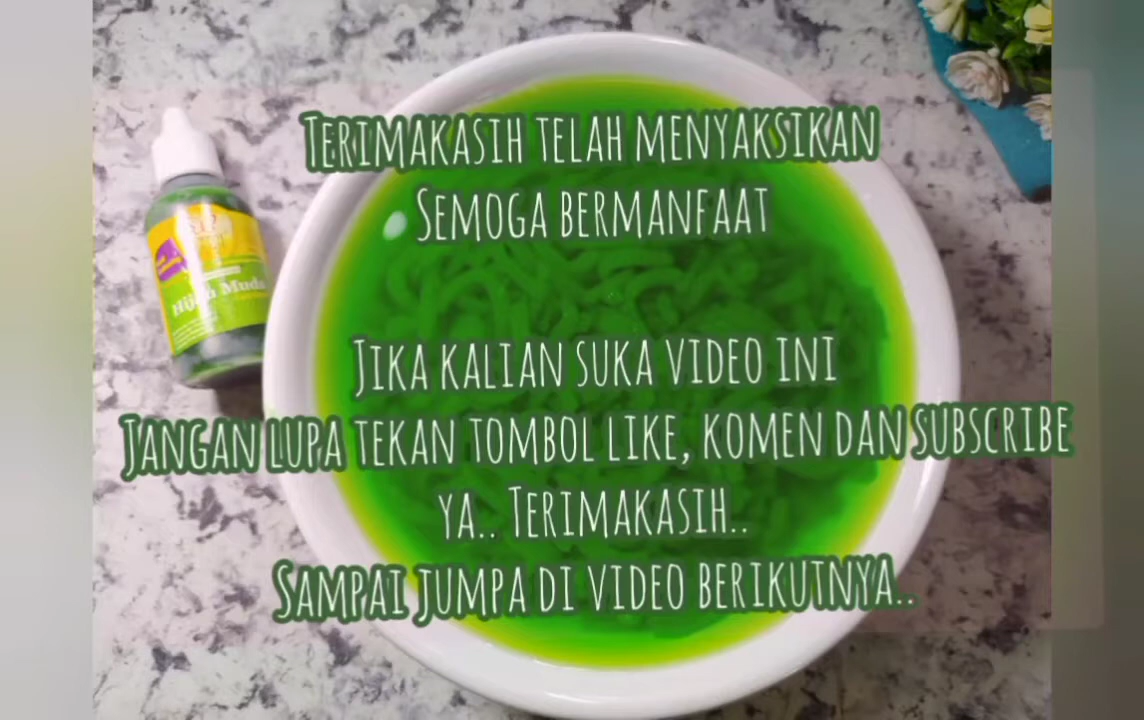 Terimakasih telah menyaksikan
Semoga bermanfaat
Jika kalian suka video ini
Jangan lupa tekan tombol like, komen dan subscribe
ya.. Terimakasih..
Sampai jumpa di video berikutnya..
Hijau Muda